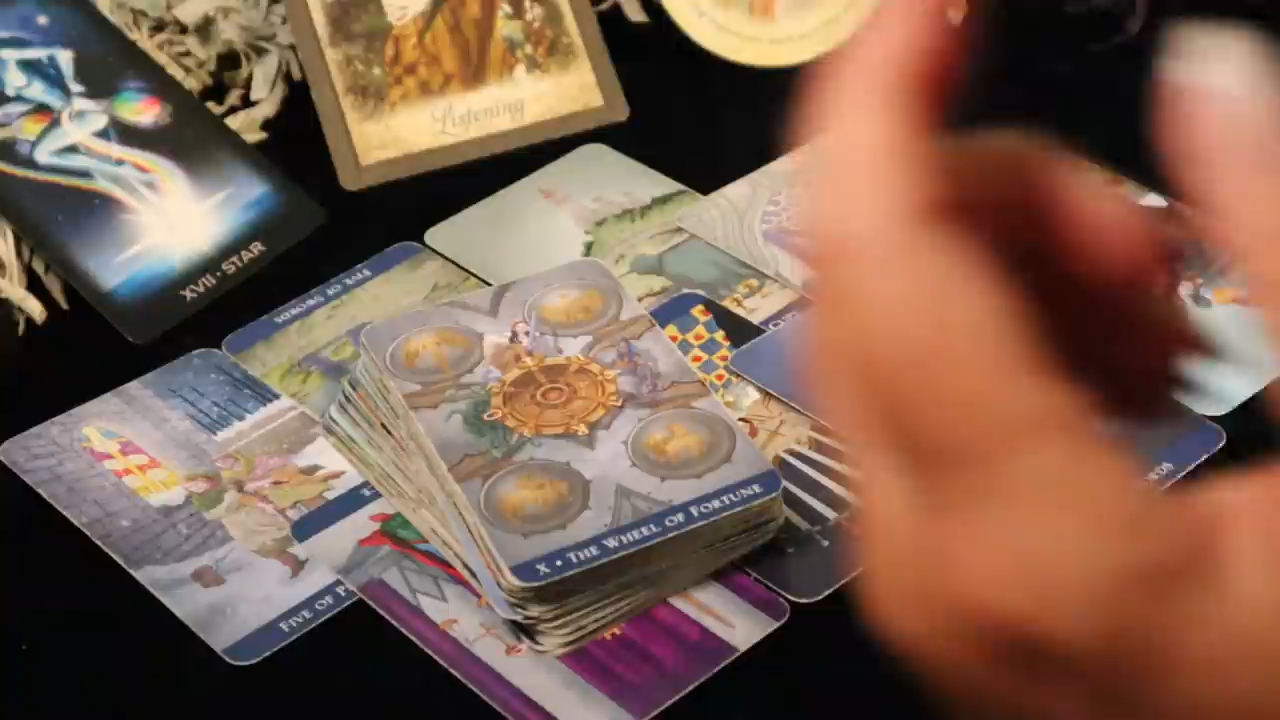 Listening
XVII · STAR
FIVE OF SWORDS
X • THE WHEEL OF FORTUNE
FIVE OF